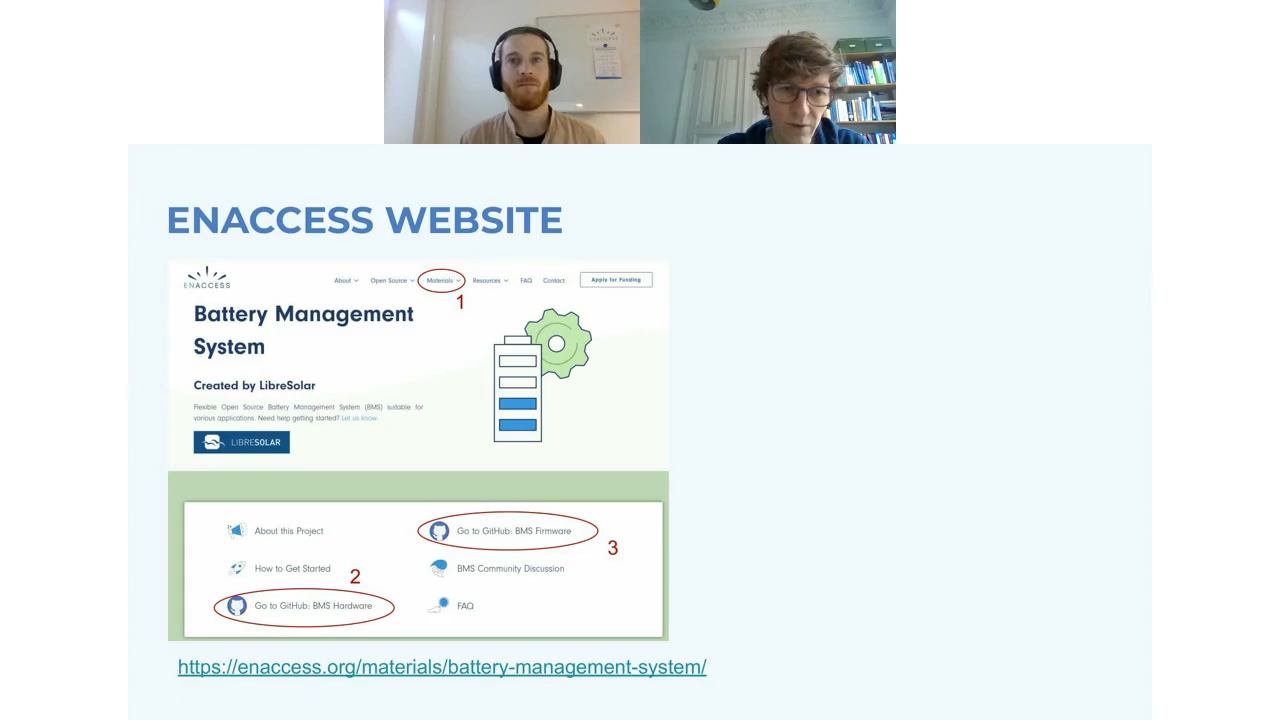 ENACCESS
ENACCESS WEBSITE
ENACCESS
About
Open Source
Materials
Resources
FAQ
Contact
Apply for Funding
1
Battery Management
System
Created by LibreSolar
Flexible Open Source Battery Management System (BMS) suitable for
various applications. Need help getting started? Let us know.
LIBRESOLAR
About this Project
Go to GitHub: BMS Firmware
3
How to Get Started
2
BMS Community Discussion
Go to GitHub: BMS Hardware
FAQ
https://enaccess.org/materials/battery-management-system/